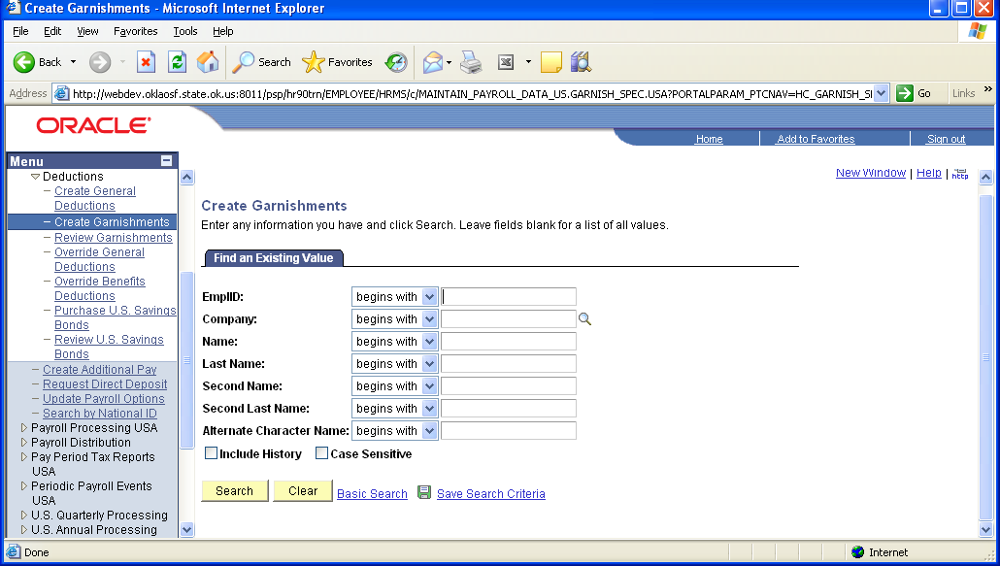 Create Garnishments - Microsoft Internet Explorer
File Edit View Favorites Tools Help
Back Search Favorites
Address http://webdev.oklaosf.state.ok.us:8011/psp/hr90trn/EMPLOYEE/HRMS/c/MAINTAIN_PAYROLL_DATA_US.GARNISH_SPEC.USA?PORTALPARAM_PTCNAV=HC_GARNISH_SI Go Links »
ORACLE
Home Add to Favorites Sign out
Menu
Deductions
– Create General
Deductions
– Create Garnishments
– Review Garnishments
– Override General
Deductions
– Override Benefits
Deductions
– Purchase U.S. Savings
Bonds
– Review U.S. Savings
Bonds
– Create Additional Pay
– Request Direct Deposit
– Update Payroll Options
– Search by National ID
Payroll Processing USA
Payroll Distribution
Pay Period Tax Reports
USA
Periodic Payroll Events
USA
U.S. Quarterly Processing
U.S. Annual Processing
New Window | Help | http
Create Garnishments
Enter any information you have and click Search. Leave fields blank for a list of all values.
Find an Existing Value
EmplID: begins with
Company: begins with
Name: begins with
Last Name: begins with
Second Name: begins with
Second Last Name: begins with
Alternate Character Name: begins with
Include History Case Sensitive
Search Clear Basic Search Save Search Criteria
Done Internet